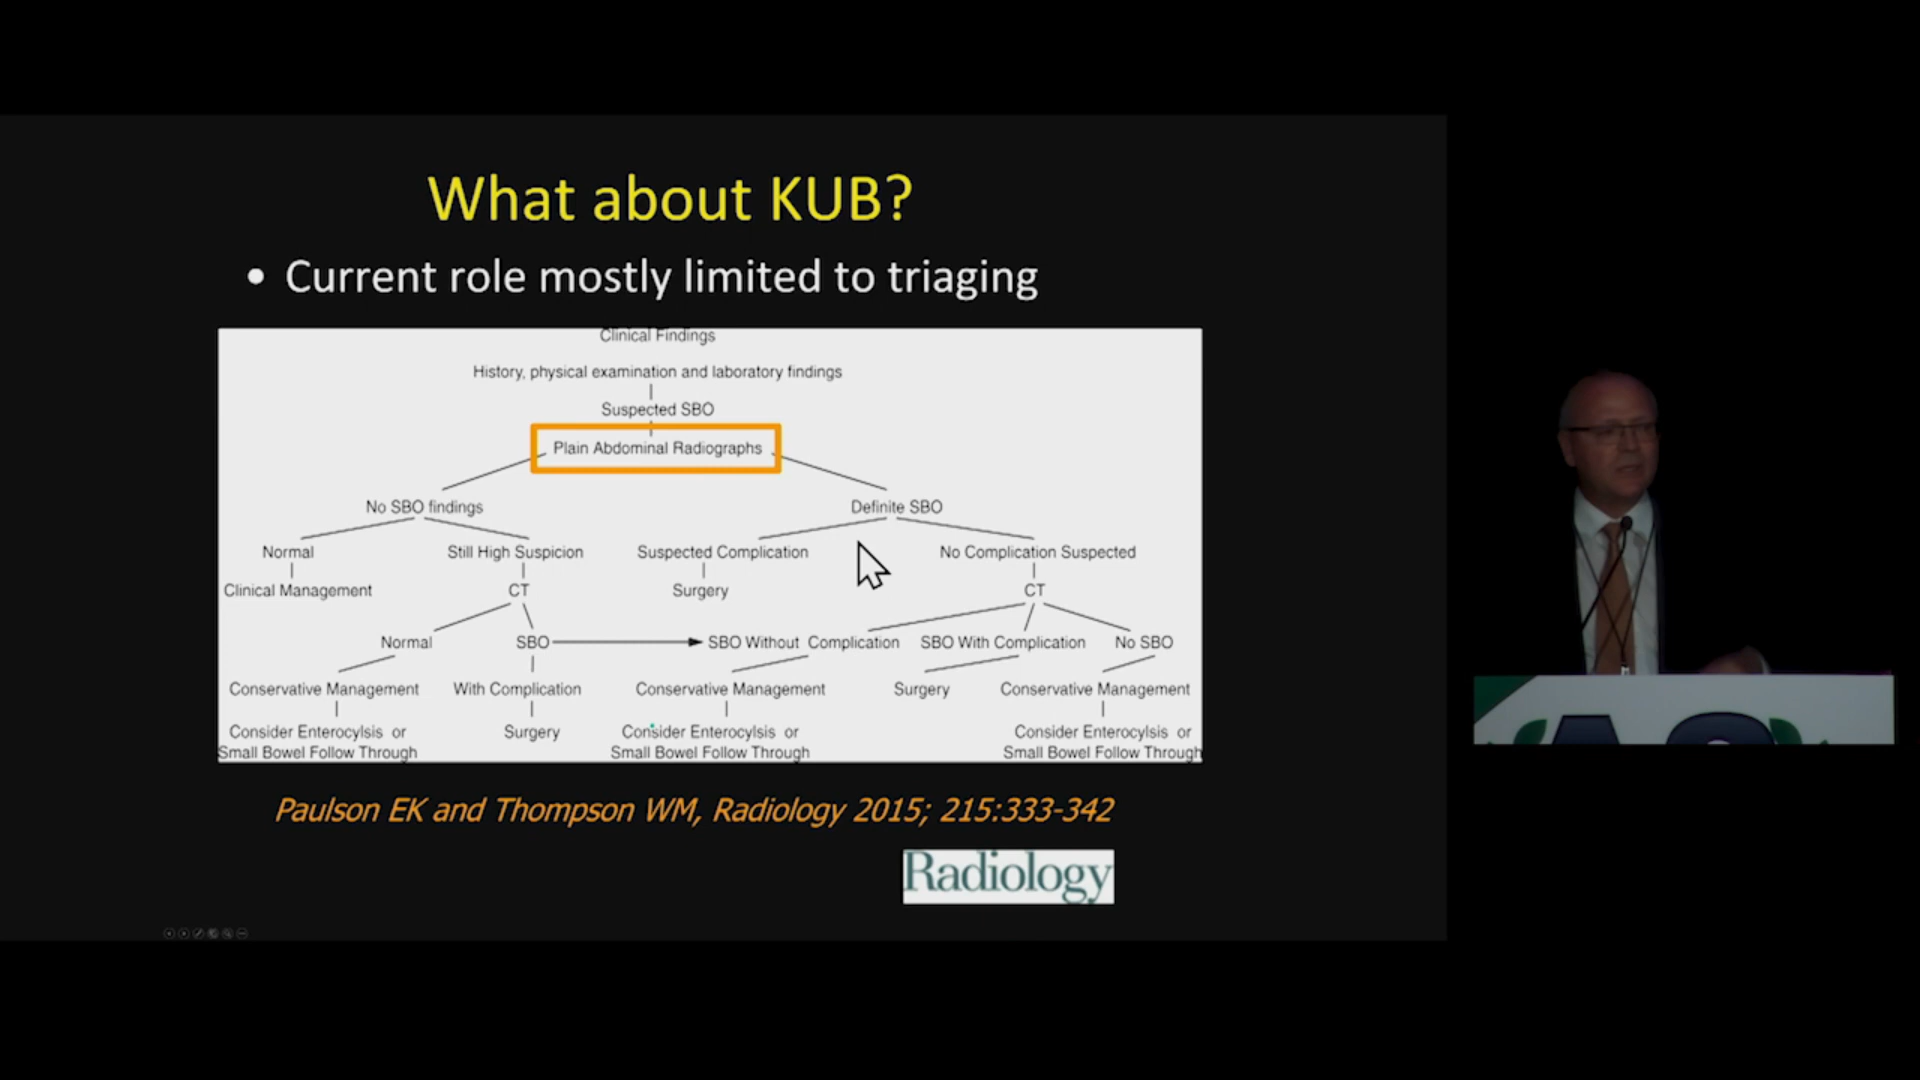 What about KUB?
• Current role mostly limited to triaging
Clinical Findings
History, physical examination and laboratory findings
Suspected SBO
Plain Abdominal Radiographs
No SBO findings
Definite SBO
Normal
Still High Suspicion
Suspected Complication
No Complication Suspected
Clinical Management
CT
Surgery
CT
Normal
SBO
SBO Without Complication
SBO With Complication
No SBO
Conservative Management
With Complication
Conservative Management
Surgery
Conservative Management
Consider Enterocylsis or
Small Bowel Follow Through
Surgery
Consider Enterocylsis or
Small Bowel Follow Through
Consider Enterocylsis or
Small Bowel Follow Through
Paulson EK and Thompson WM, Radiology 2015; 215:333-342
Radiology